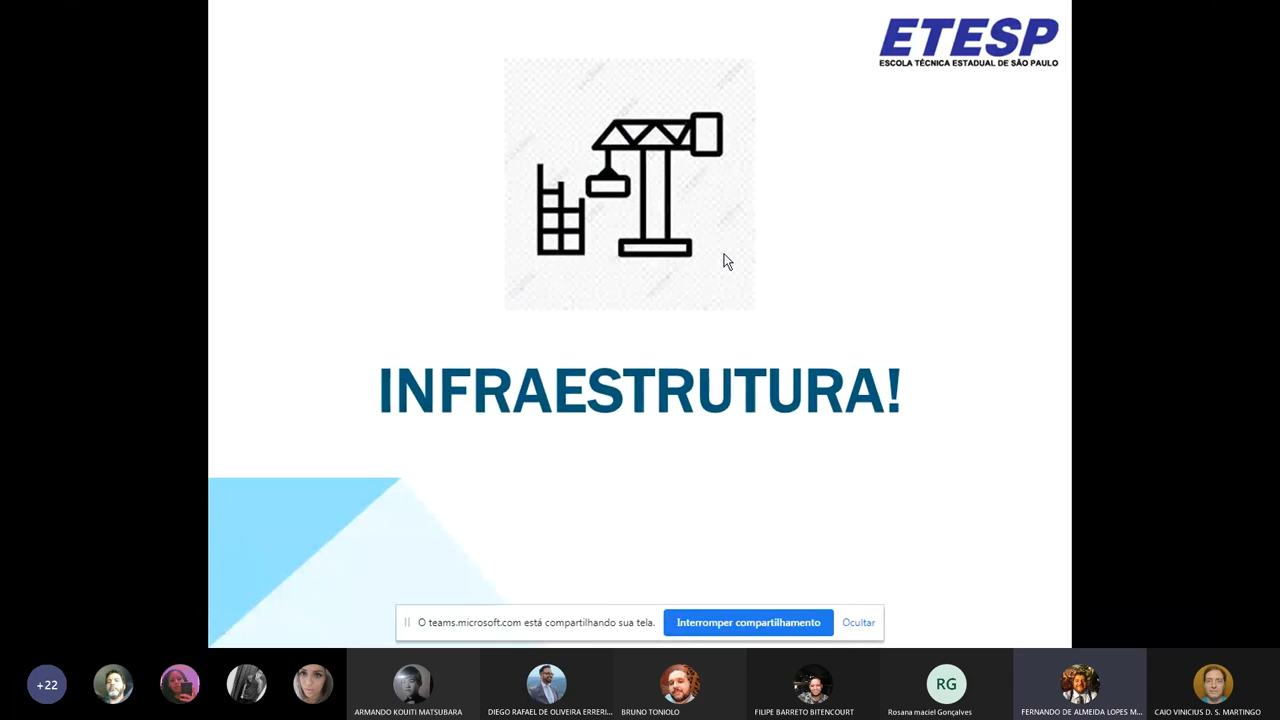 ETESP
ESCOLA TÉCNICA ESTADUAL DE SÃO PAULO
INFRAESTRUTURA!
O teams.microsoft.com está compartilhando sua tela.
Interromper compartilhamento
Ocultar
+22
RG
ARMANDO KOUITI MATSUBARA
DIEGO RAFAEL DE OLIVEIRA ERRERI...
BRUNO TONIOLO
FILIPE BARRETO BITENCOURT
Rosana maciel Gonçalves
FERNANDO DE ALMEIDA LOPES M...
CAIO VINICIUS D. S. MARTINGO